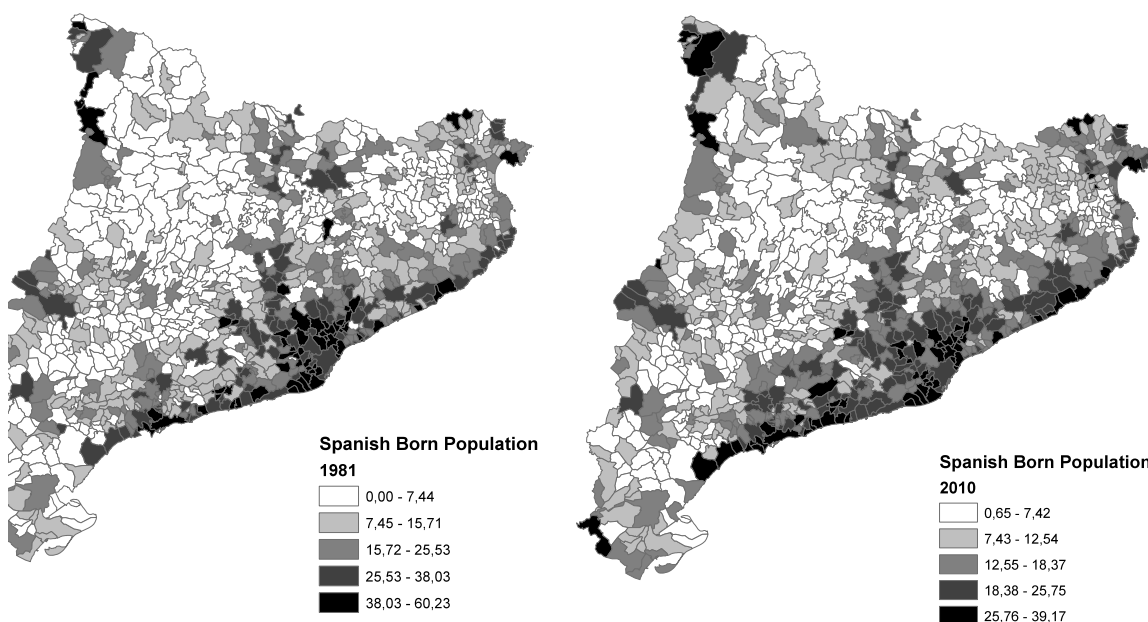 Spanish Born Population
1981
0,00 - 7,44
7,45 - 15,71
15,72 - 25,53
25,53 - 38,03
38,03 - 60,23
Spanish Born Population
2010
0,65 - 7,42
7,43 - 12,54
12,55 - 18,37
18,38 - 25,75
25,76 - 39,17